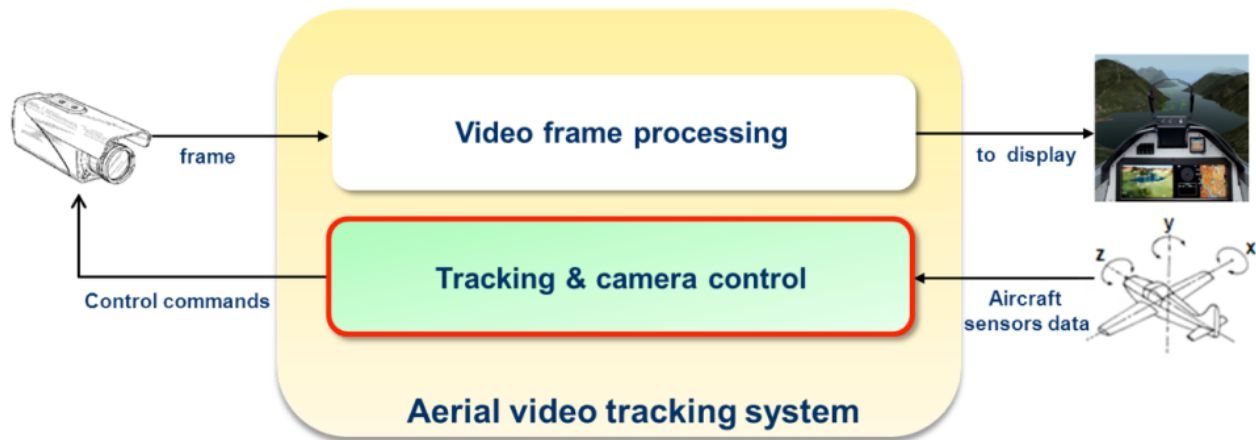 Video frame processing
frame
to display
y
z
x
Tracking & camera control
Control commands
Aircraft
sensors data
Aerial video tracking system